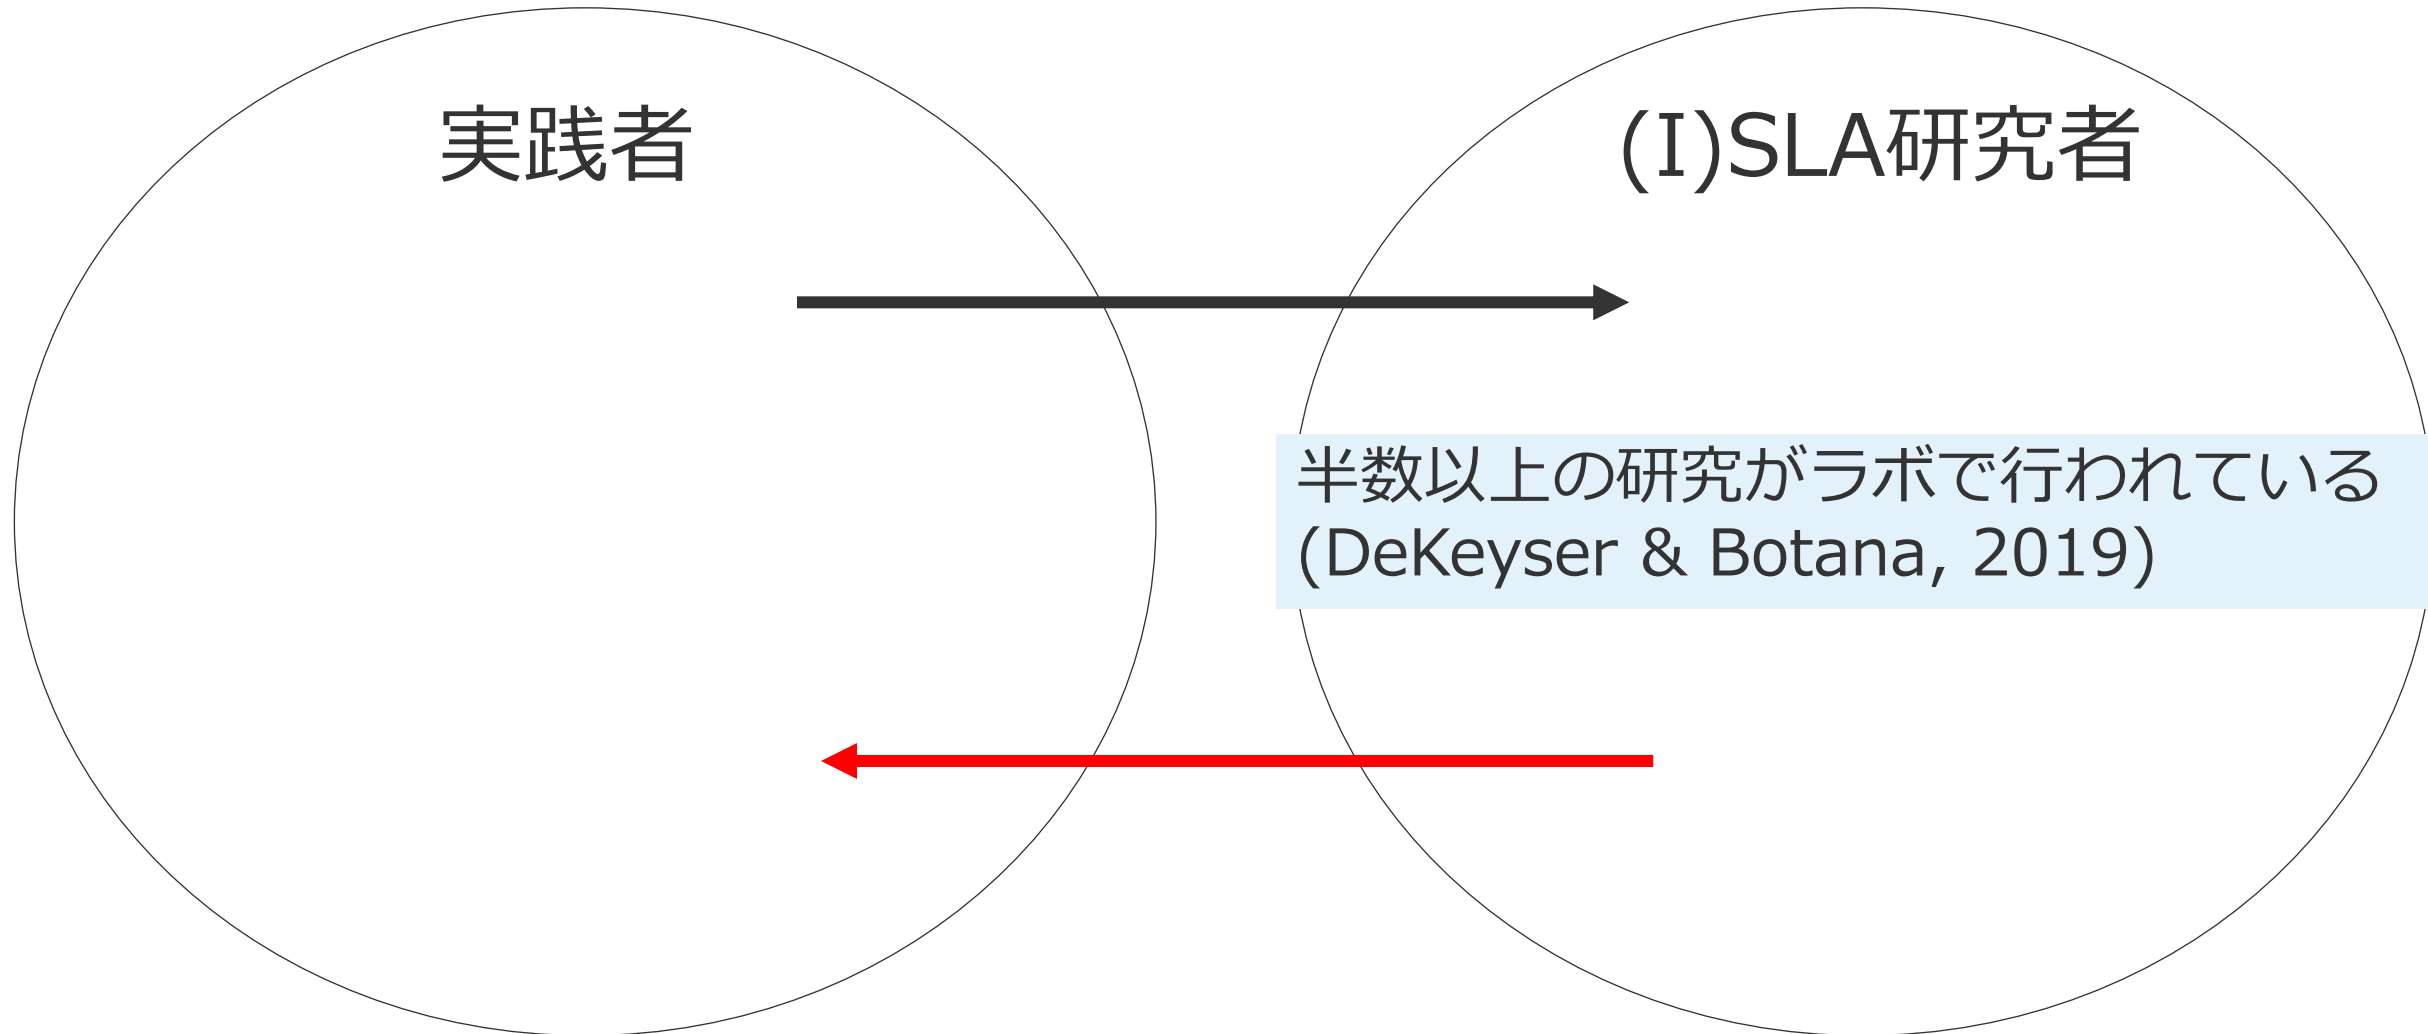 実践者
(I)SLA研究者
半数以上の研究がラボで行われている
(DeKeyser & Botana, 2019)